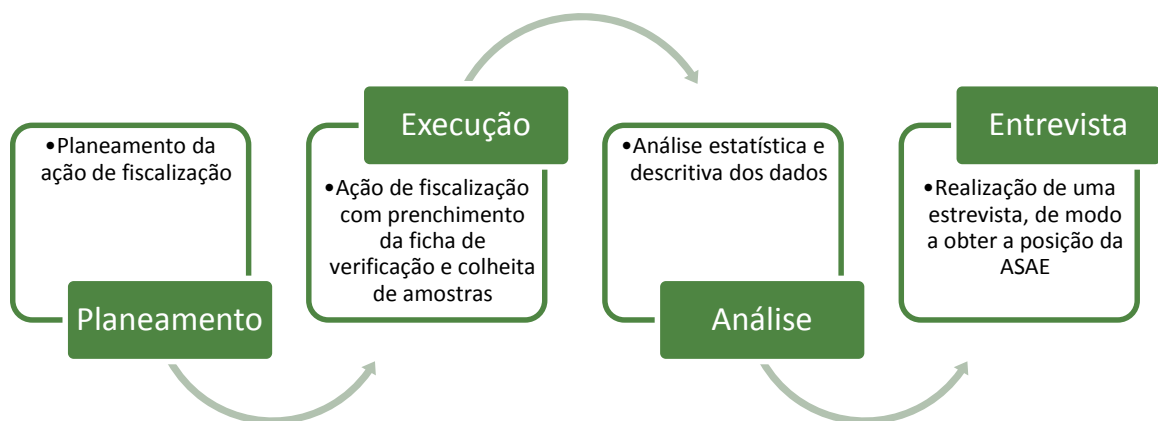 •Planeamento da
ação de fiscalização
Planeamento
Execução
•Ação de fiscalização
com prenchimento
da ficha de
verificação e colheita
de amostras
•Análise estatística e
descritiva dos dados
Análise
Entrevista
•Realização de uma
estrevista, de modo
a obter a posição da
ASAE